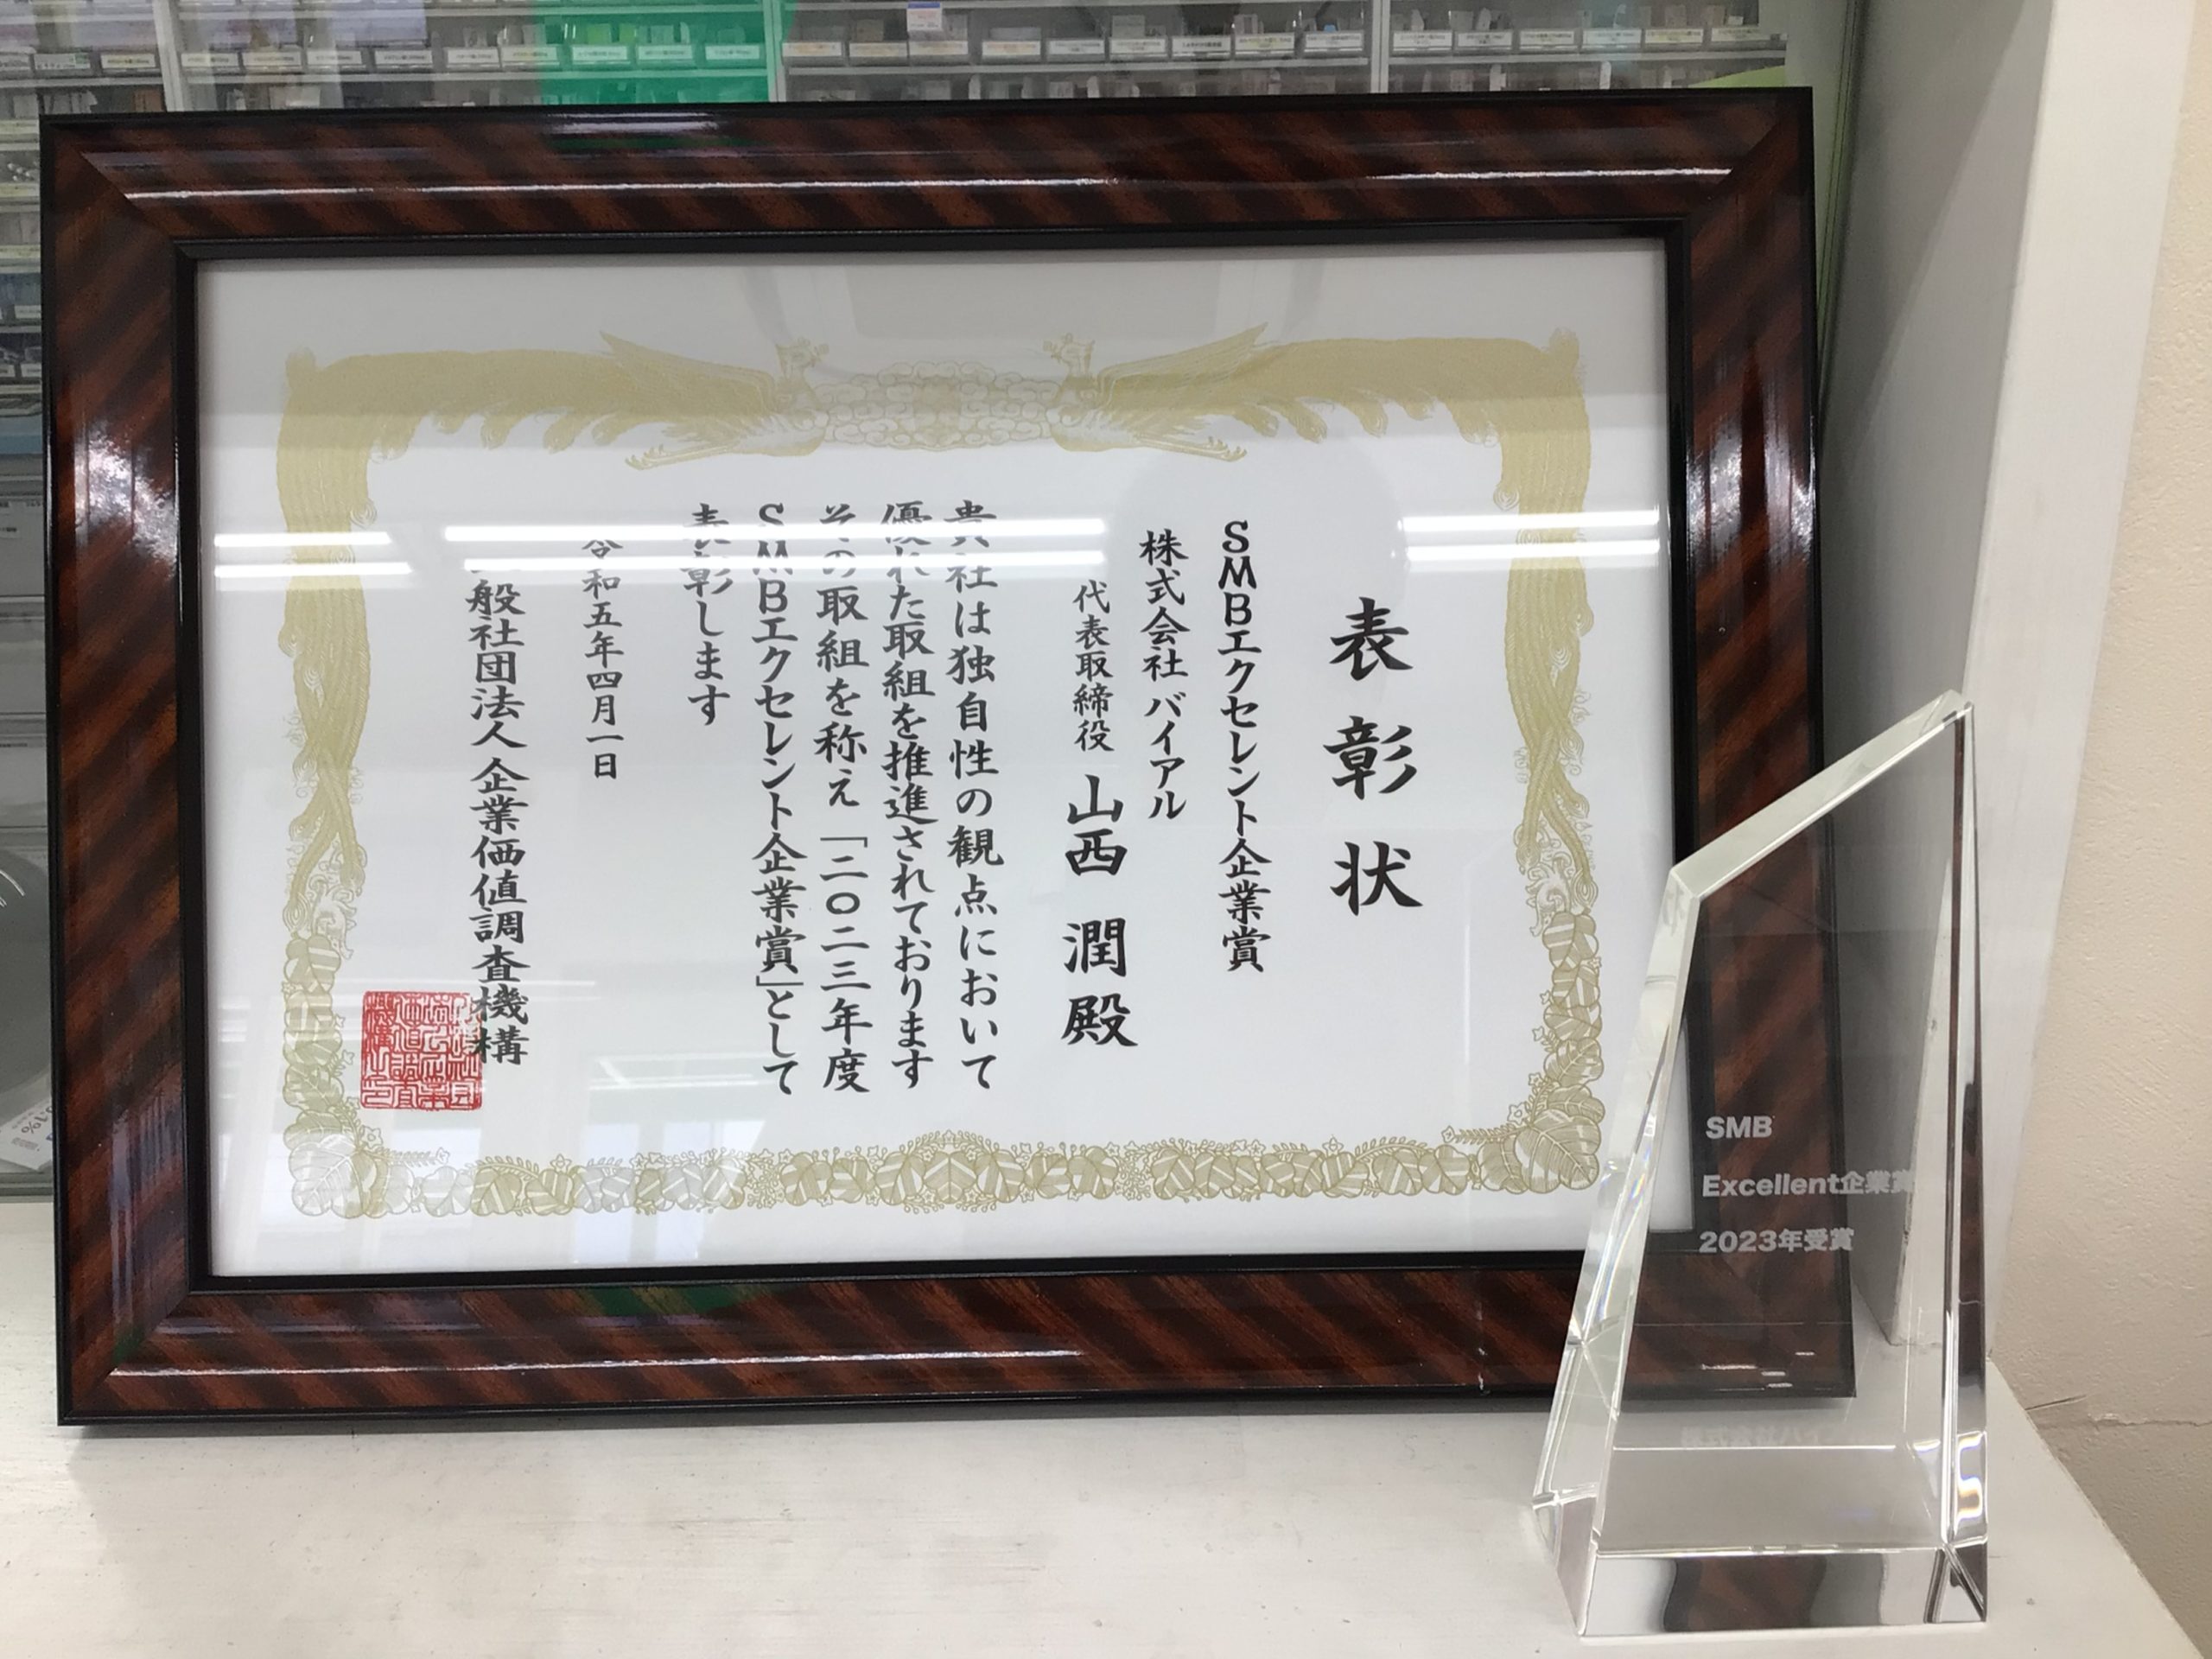 表彰状
SMBエクセレント企業賞
株式会社バイアル
代表取締役 山西 潤 殿
貴社は独自性の観点において
優れた取組を推進されております
その取組を称え「二〇二三年度
SMBエクセレント企業賞」として
表彰します
令和五年四月一日
一般社団法人 企業価値調査機構
SMB
Excellent企業賞
2023年受賞